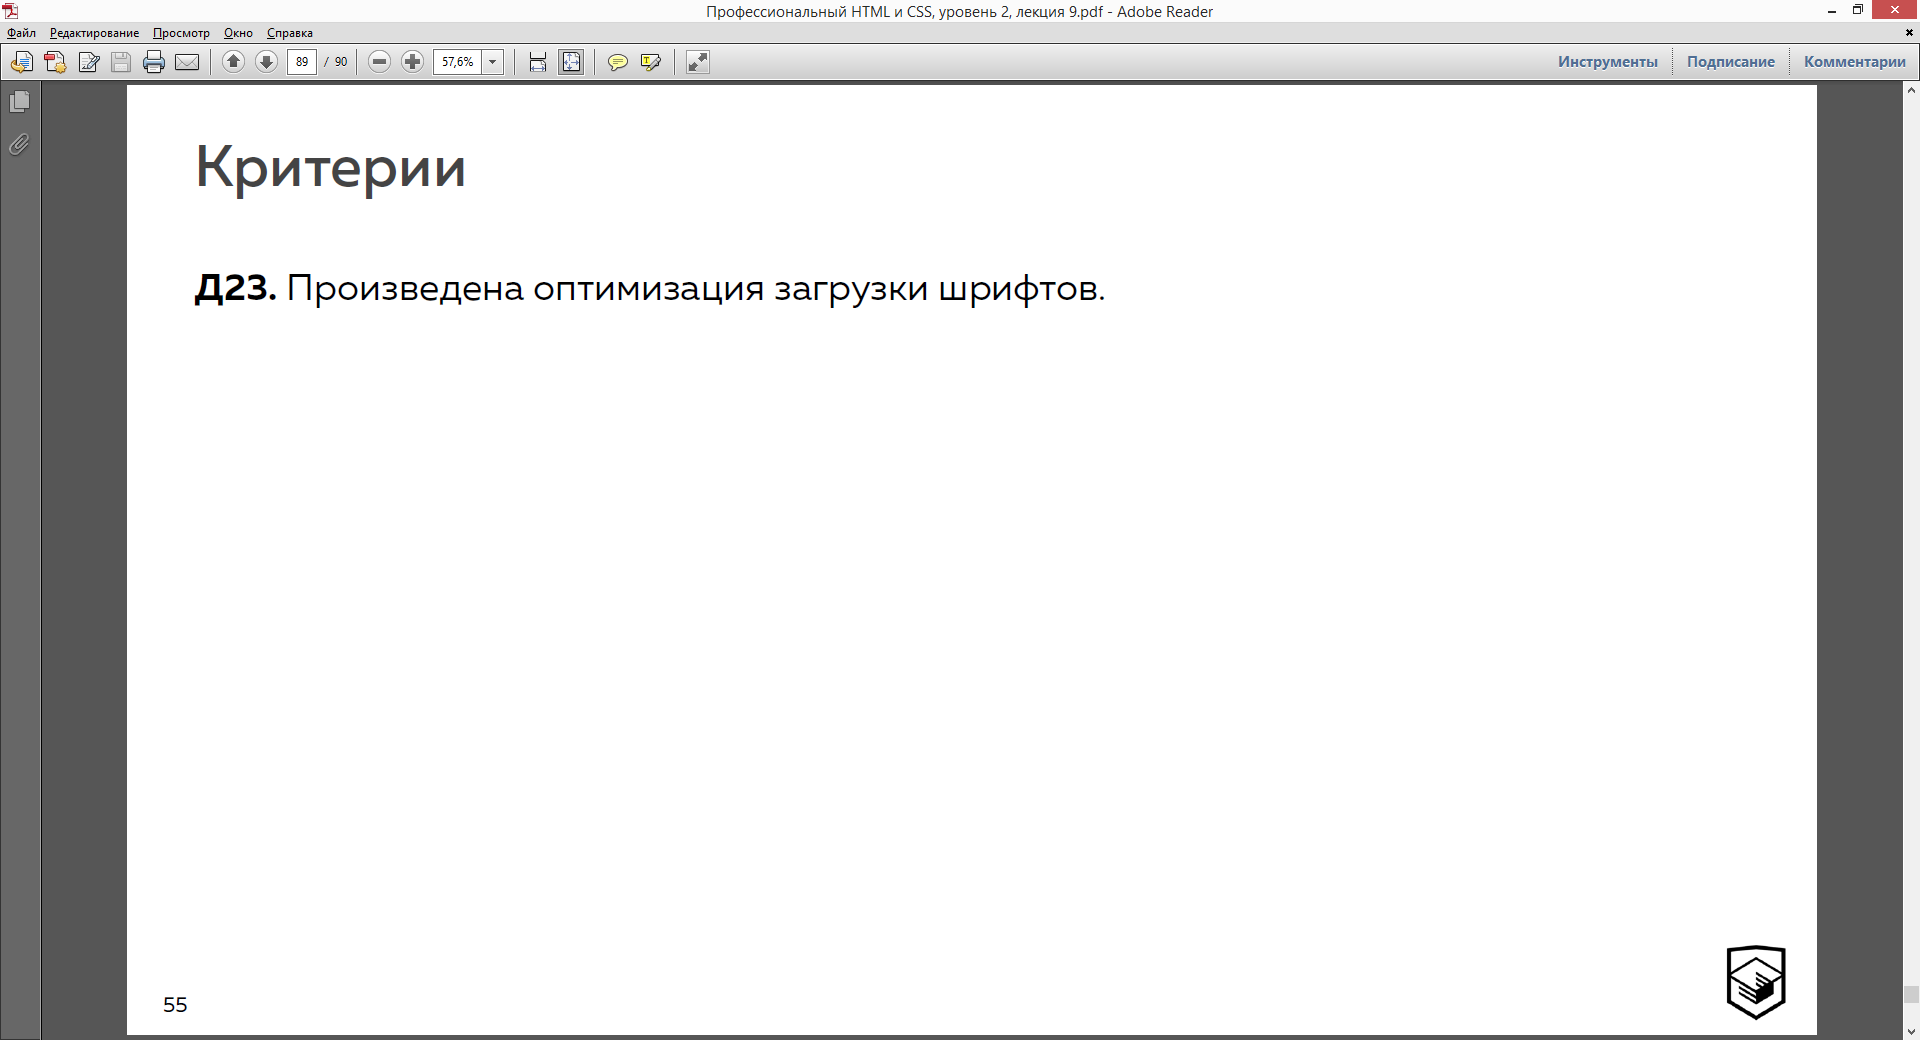 Профессиональный HTML и CSS, уровень 2, лекция 9.pdf - Adobe Reader
Файл Редактирование Просмотр Окно Справка
89 / 90 57,6% Инструменты Подписание Комментарии
Критерии
Д23. Произведена оптимизация загрузки шрифтов.
55